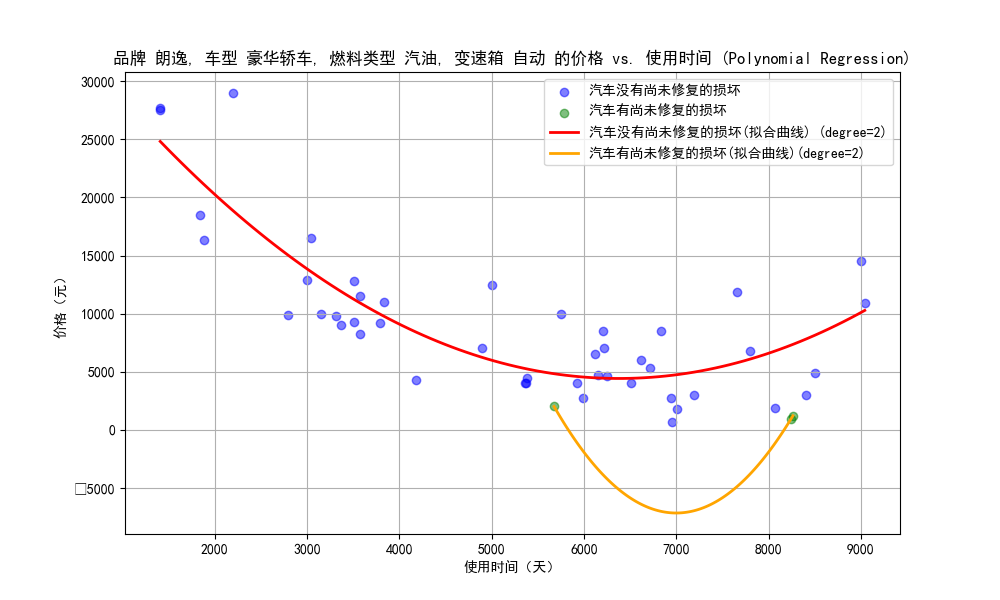 品牌 朗逸, 车型 豪华轿车, 燃料类型 汽油, 变速箱 自动 的价格 vs. 使用时间 (Polynomial Regression)
汽车没有尚未修复的损坏
汽车有尚未修复的损坏
汽车没有尚未修复的损坏(拟合曲线) (degree=2)
汽车有尚未修复的损坏(拟合曲线)(degree=2)
价格（元）
30000
25000
20000
15000
10000
5000
0
□5000
2000 3000 4000 5000 6000 7000 8000 9000
使用时间（天）